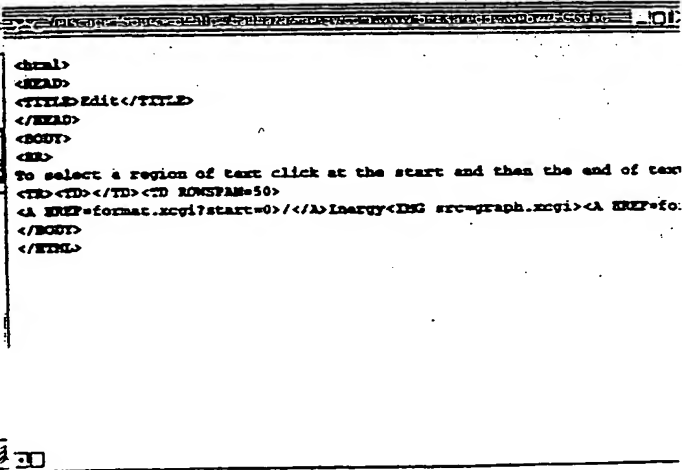 <html>
<HEAD>
<TITLE>Edit</TITLE>
</HEAD>
<BODY>
<HR>
To select a region of text click at the start and then the end of text
<TR><TD></TD><TD ROWSPAN=50>
<A HREF=format.xcgi?start=0>/</A>Inergy<IMG src=graph.xcgi><A HREF=fo
</BODY>
</HTML>